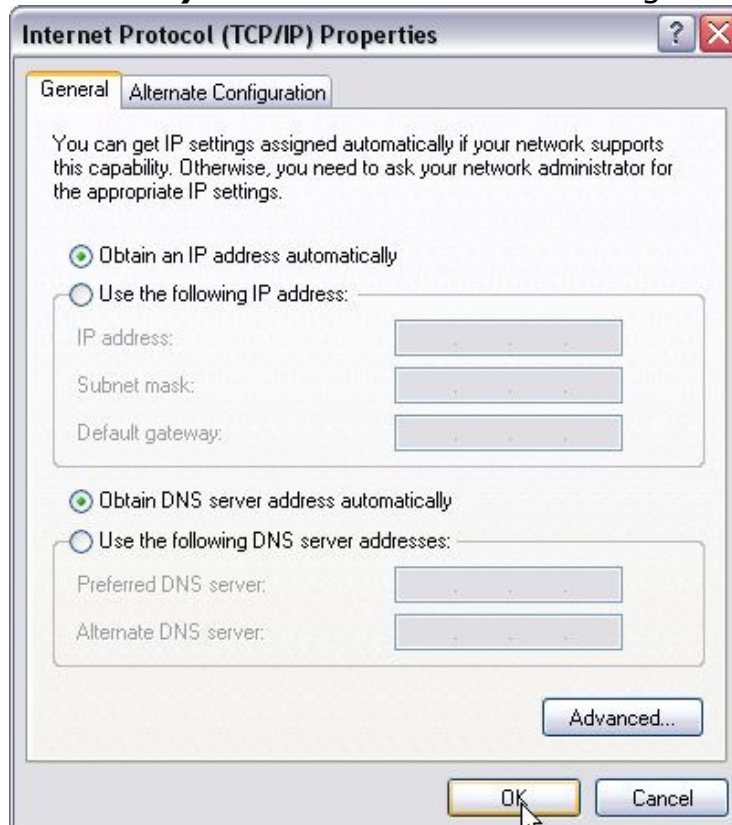 Internet Protocol (TCP/IP) Properties
General Alternate Configuration
You can get IP settings assigned automatically if your network supports
this capability. Otherwise, you need to ask your network administrator for
the appropriate IP settings.
Obtain an IP address automatically
Use the following IP address:
IP address:
Subnet mask:
Default gateway:
Obtain DNS server address automatically
Use the following DNS server addresses:
Preferred DNS server:
Alternate DNS server:
Advanced...
OK Cancel